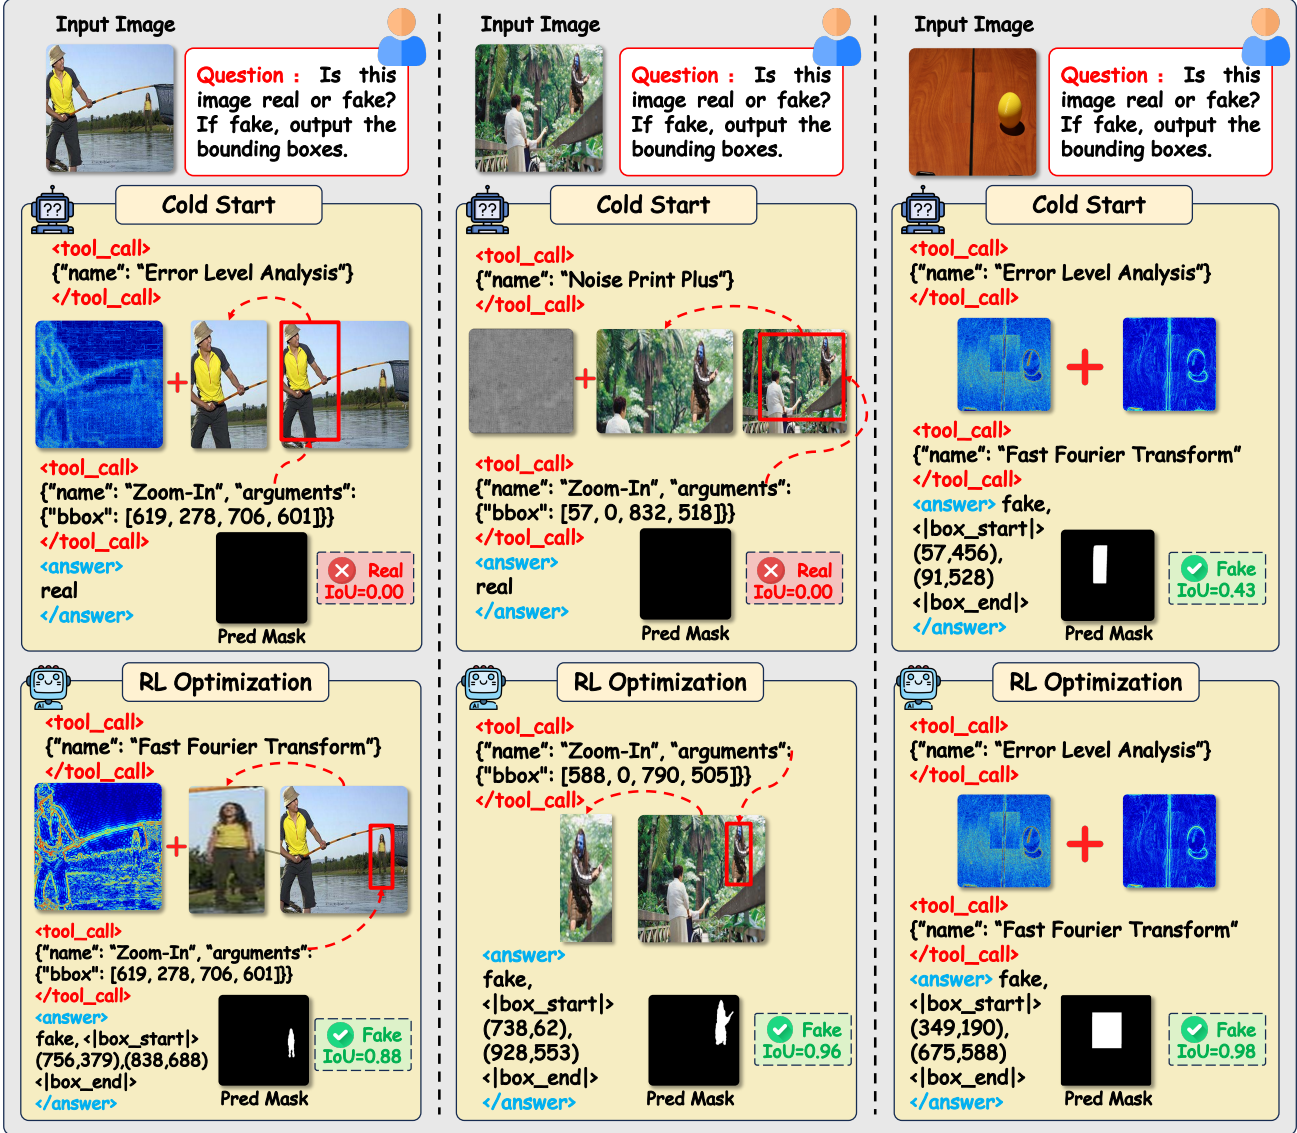 Input Image
Question : Is this
image real or fake?
If fake, output the
bounding boxes.
Cold Start
??
<tool_call>
{"name": “Error Level Analysis”}
</tool_call>
<tool_call>
{"name": “Zoom-In”, “arguments”:
{"bbox": [619, 278, 706, 601]}}
</tool_call>
<answer>
real
</answer>
Real
IoU=0.00
Pred Mask
RL Optimization
AI
<tool_call>
{"name": “Fast Fourier Transform”}
</tool_call>
<tool_call>
{"name": “Zoom-In”, “arguments”:
{"bbox": [619, 278, 706, 601]}}
</tool_call>
<answer>
fake, <|box_start|>
(756,379),(838,688)
<|box_end|>
</answer>
Fake
IoU=0.88
Pred Mask
Input Image
Question : Is this
image real or fake?
If fake, output the
bounding boxes.
Cold Start
??
<tool_call>
{"name": “Noise Print Plus”}
</tool_call>
<tool_call>
{"name": “Zoom-In”, “arguments”:
{"bbox": [57, 0, 832, 518]}}
</tool_call>
<answer>
real
</answer>
Real
IoU=0.00
Pred Mask
RL Optimization
AI
<tool_call>
{"name": “Zoom-In”, “arguments”:
{"bbox": [588, 0, 790, 505]}}
</tool_call>
<answer>
fake,
<|box_start|>
(738,62),
(928,553)
<|box_end|>
</answer>
Fake
IoU=0.96
Pred Mask
Input Image
Question : Is this
image real or fake?
If fake, output the
bounding boxes.
Cold Start
??
<tool_call>
{"name": “Error Level Analysis”}
</tool_call>
<tool_call>
{"name": “Fast Fourier Transform”
</tool_call>
<answer> fake,
<|box_start|>
(57,456),
(91,528)
<|box_end|>
</answer>
Fake
IoU=0.43
Pred Mask
RL Optimization
AI
<tool_call>
{"name": “Error Level Analysis”}
</tool_call>
<tool_call>
{"name": “Fast Fourier Transform”
</tool_call>
<answer> fake,
<|box_start|>
(349,190),
(675,588)
<|box_end|>
</answer>
Fake
IoU=0.98
Pred Mask